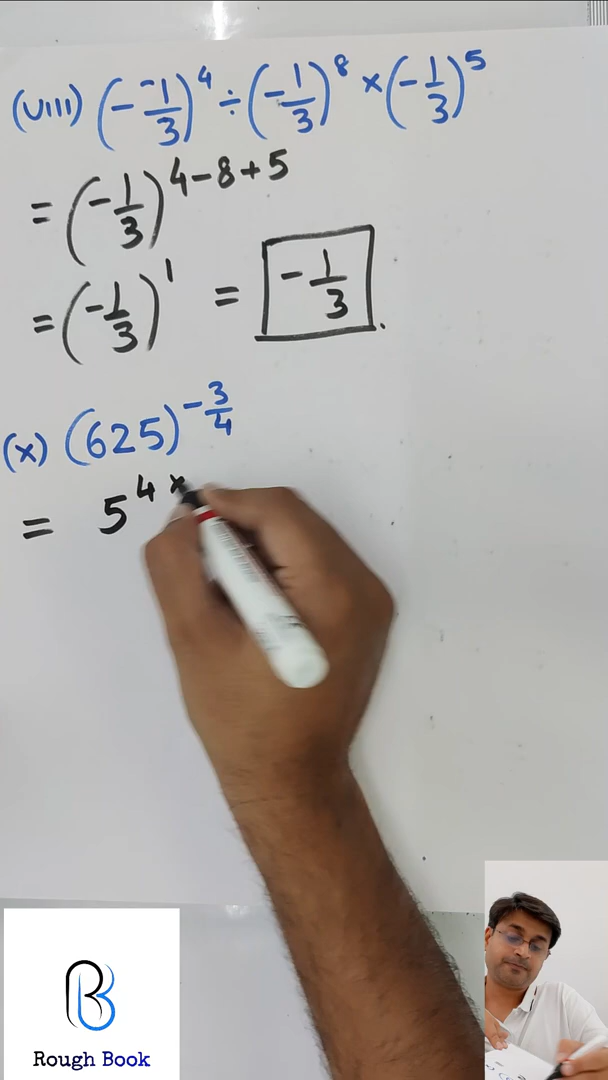 (VIII) (-‾1/3)⁴ ÷ (-1/3)⁸ × (-1/3)⁵
= (-1/3)⁴⁻⁸⁺⁵
= (-1/3)¹ = -1/3.
(x) (625)^-3/4
= 5^4×
Rough Book